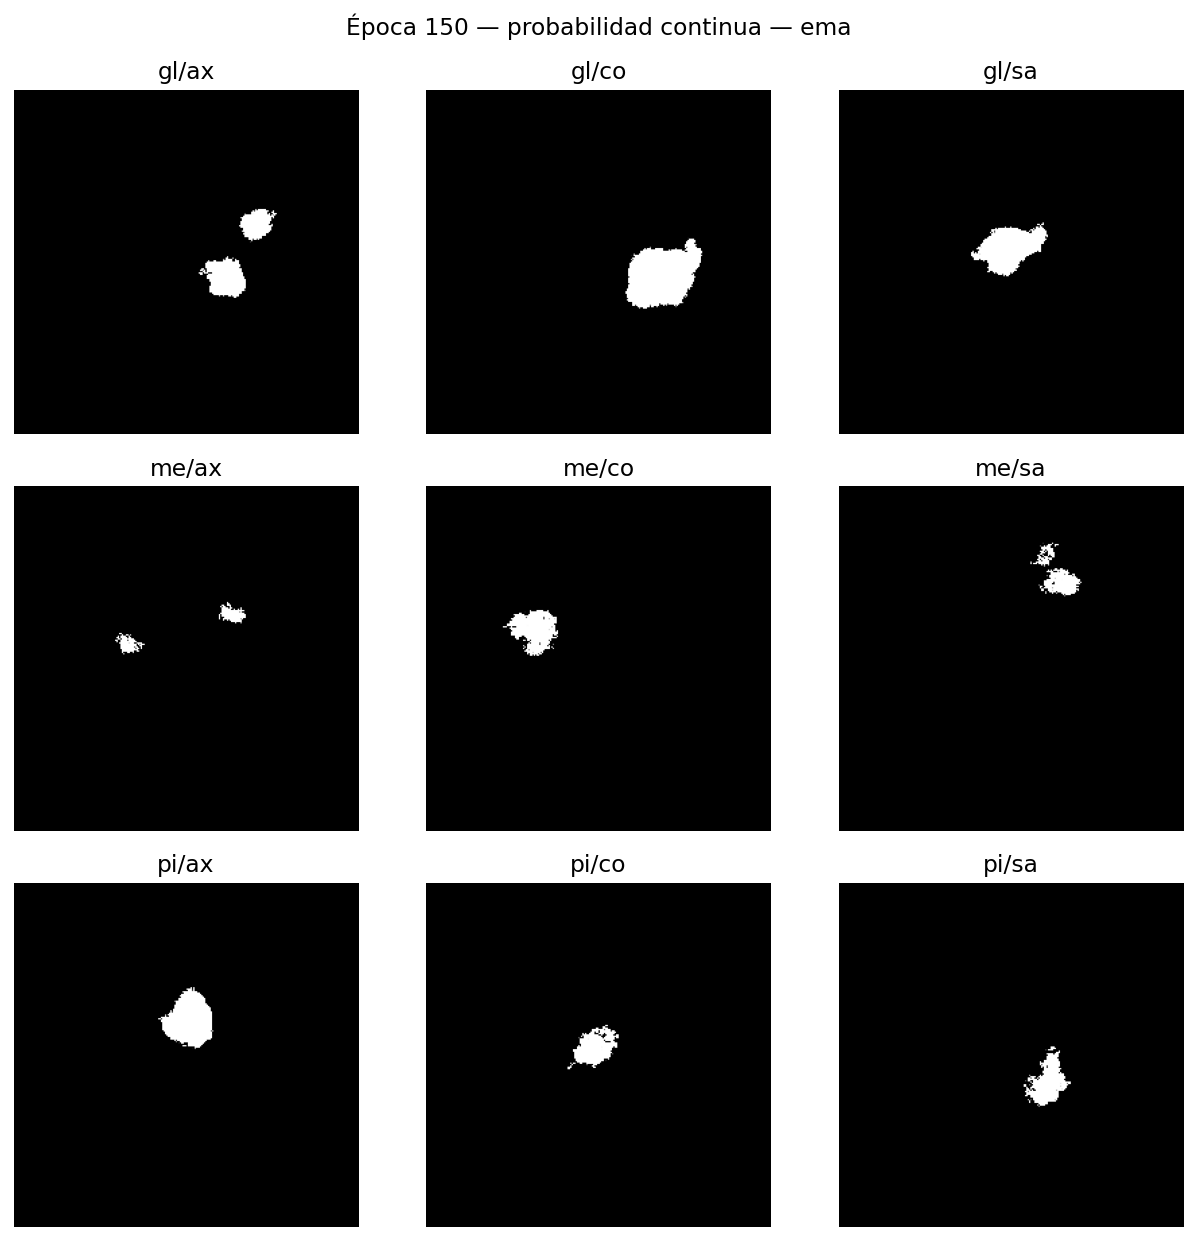 Época 150 — probabilidad continua — ema
gl/ax
gl/co
gl/sa
me/ax
me/co
me/sa
pi/ax
pi/co
pi/sa